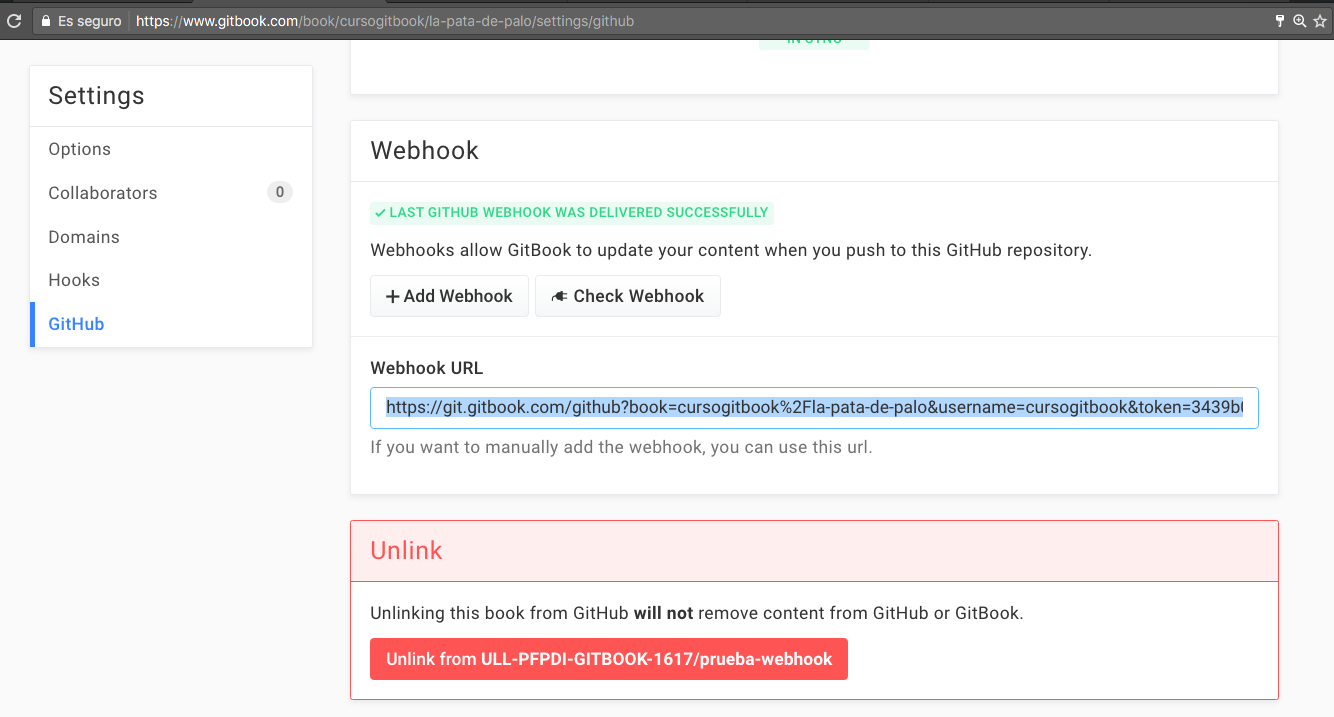 Es seguro https://www.gitbook.com/book/cursogitbook/la-pata-de-palo/settings/github
IN SYNC
Settings
Options
Collaborators 0
Domains
Hooks
GitHub
Webhook
LAST GITHUB WEBHOOK WAS DELIVERED SUCCESSFULLY
Webhooks allow GitBook to update your content when you push to this GitHub repository.
Add Webhook Check Webhook
Webhook URL
https://git.gitbook.com/github?book=cursogitbook%2Fla-pata-de-palo&username=cursogitbook&token=3439b
If you want to manually add the webhook, you can use this url.
Unlink
Unlinking this book from GitHub will not remove content from GitHub or GitBook.
Unlink from ULL-PFPDI-GITBOOK-1617/prueba-webhook